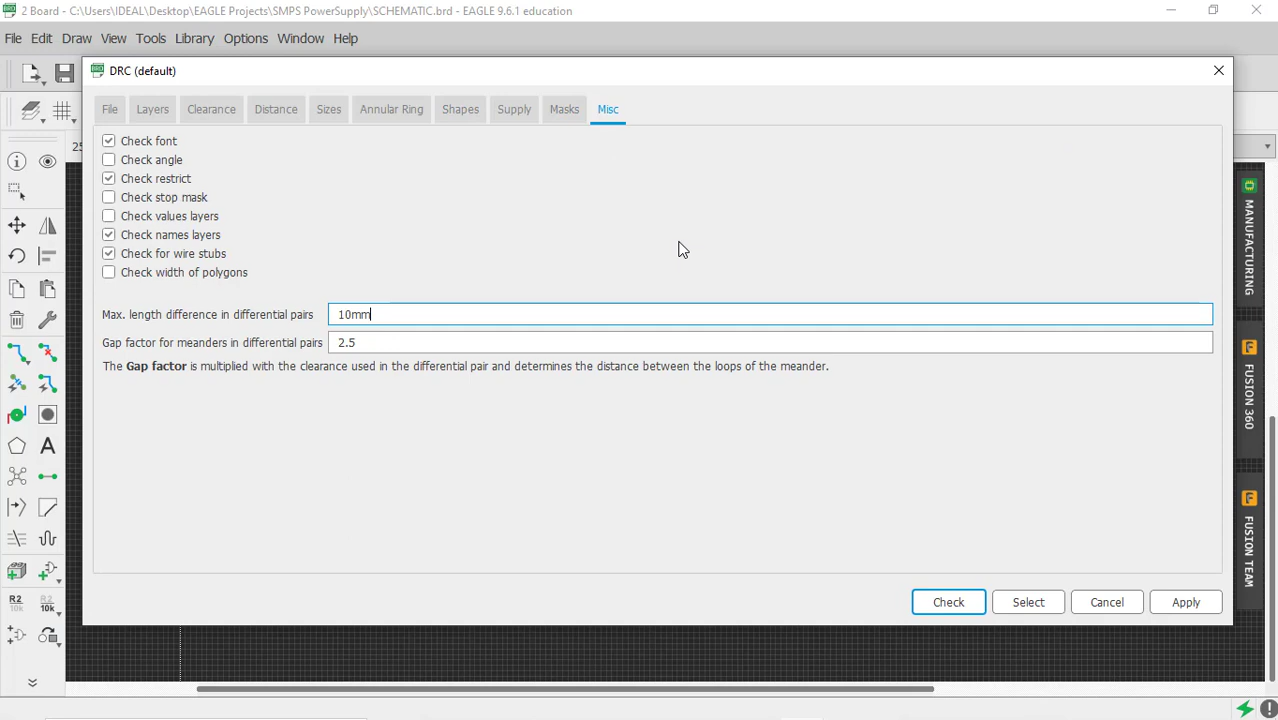 2 Board - C:\Users\IDEAL\Desktop\EAGLE Projects\SMPS PowerSupply\SCHEMATIC.brd - EAGLE 9.6.1 education
File Edit Draw View Tools Library Options Window Help
DRC (default)
File Layers Clearance Distance Sizes Annular Ring Shapes Supply Masks Misc
Check font
Check angle
Check restrict
Check stop mask
Check values layers
Check names layers
Check for wire stubs
Check width of polygons
Max. length difference in differential pairs 10mm
Gap factor for meanders in differential pairs 2.5
The Gap factor is multiplied with the clearance used in the differential pair and determines the distance between the loops of the meander.
Check Select Cancel Apply
MANUFACTURING
FUSION 360
FUSION TEAM
R2
10k
R2
10k